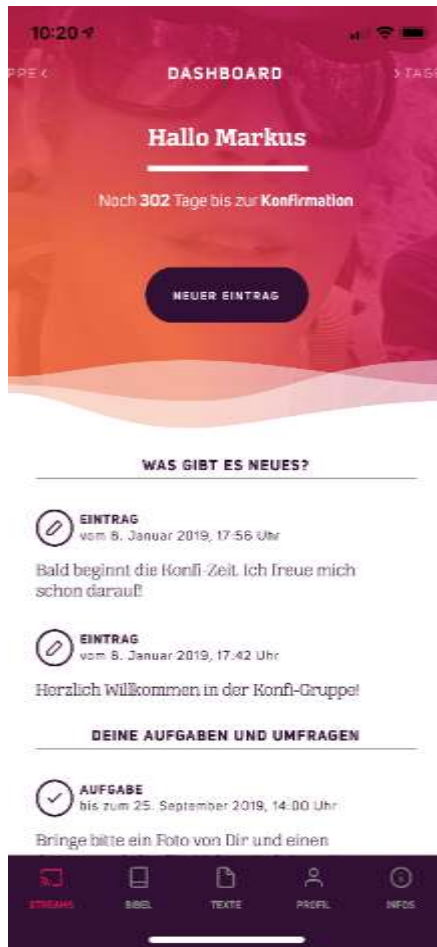 10:20
PPE <
DASHBOARD
> TAGE
Hallo Markus
Noch 302 Tage bis zur Konfirmation
NEUER EINTRAG
WAS GIBT ES NEUES?
EINTRAG
vom 8. Januar 2019, 17:56 Uhr
Bald beginnt die Konfi-Zeit. Ich freue mich
schon darauf!
EINTRAG
vom 8. Januar 2019, 17:42 Uhr
Herzlich Willkommen in der Konfi-Gruppe!
DEINE AUFGABEN UND UMFRAGEN
AUFGABE
bis zum 25. September 2019, 14:00 Uhr
Bringe bitte ein Foto von Dir und einen
STREAMS
BIBEL
TEXTE
PROFIL
INFOS